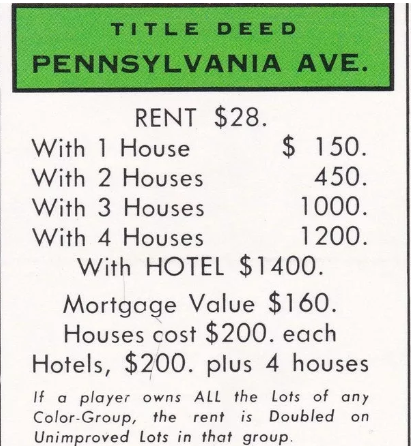 TITLE DEED
PENNSYLVANIA AVE.
RENT $28.
With 1 House $ 150.
With 2 Houses 450.
With 3 Houses 1000.
With 4 Houses 1200.
With HOTEL $1400.
Mortgage Value $160.
Houses cost $200. each
Hotels, $200. plus 4 houses
If a player owns ALL the Lots of any
Color-Group, the rent is Doubled on
Unimproved Lots in that group.